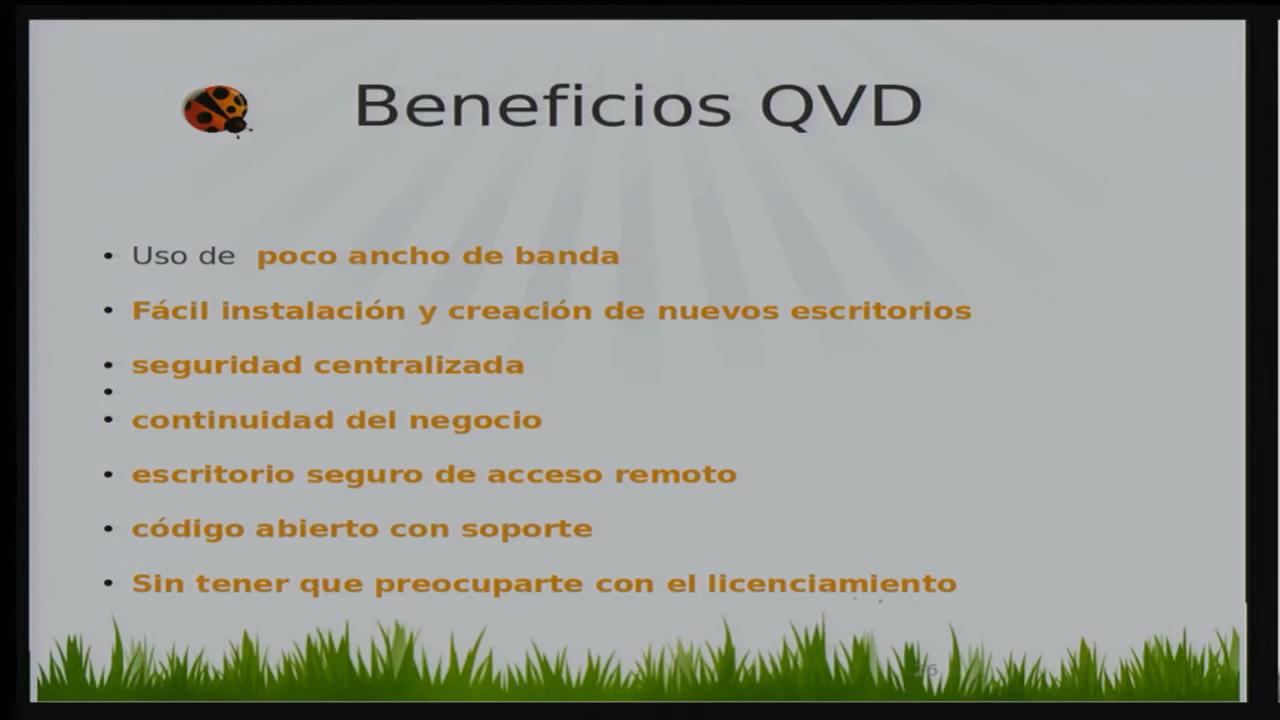 Beneficios QVD
• Uso de poco ancho de banda
• Fácil instalación y creación de nuevos escritorios
• seguridad centralizada
•
• continuidad del negocio
• escritorio seguro de acceso remoto
• código abierto con soporte
• Sin tener que preocuparte con el licenciamiento